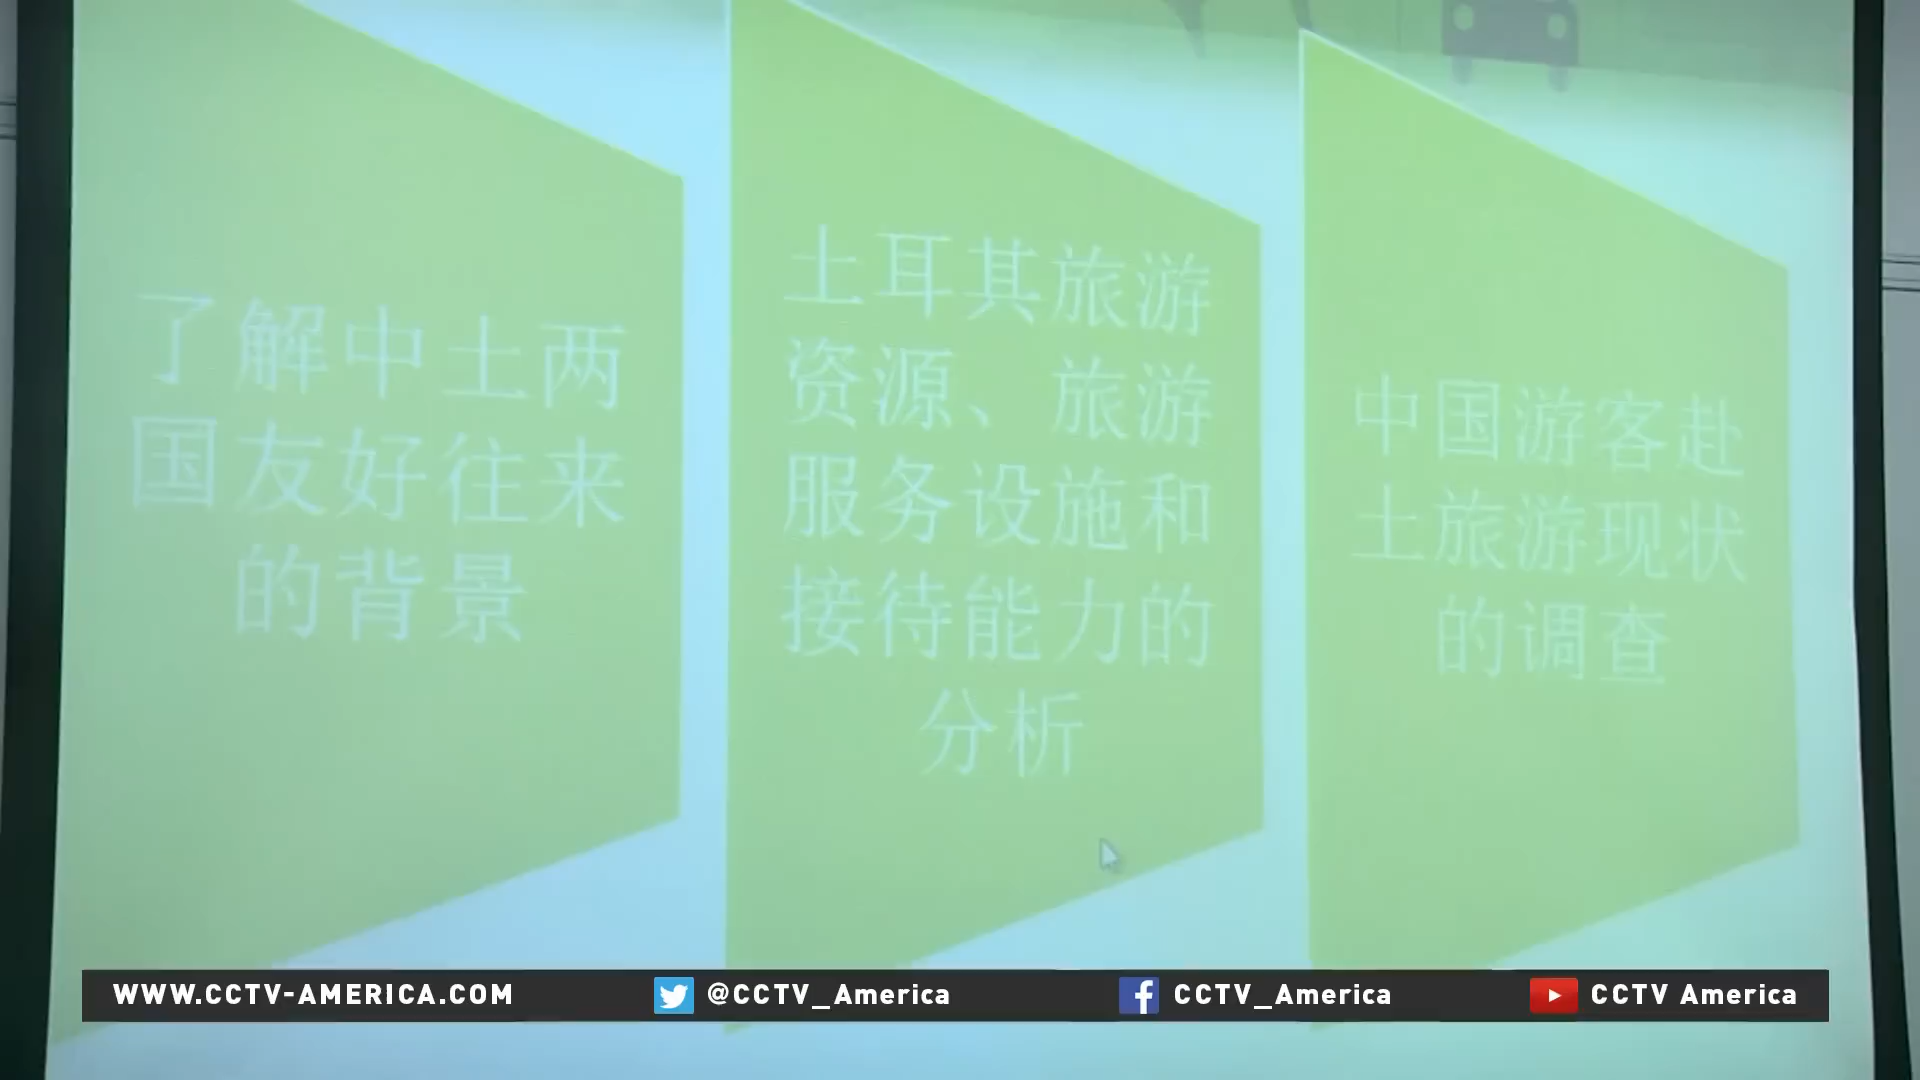 了解中土两
国友好往来
的背景
土耳其旅游
资源、旅游
服务设施和
接待能力的
分析
中国游客赴
土旅游现状
的调查
WWW.CCTV-AMERICA.COM
@CCTV_America
CCTV_America
CCTV America